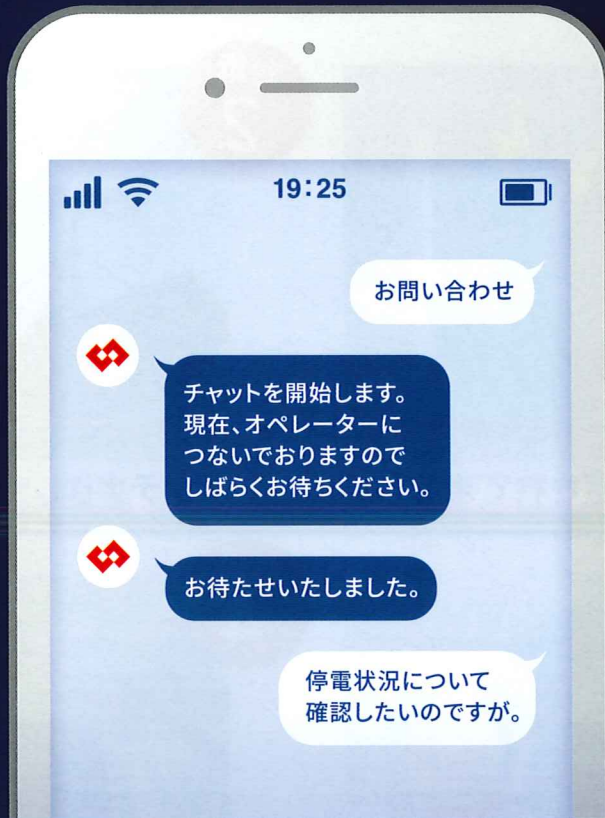 19:25
お問い合わせ
チャットを開始します。
現在、オペレーターに
つないでおりますので
しばらくお待ちください。
お待たせいたしました。
停電状況について
確認したいのですが。